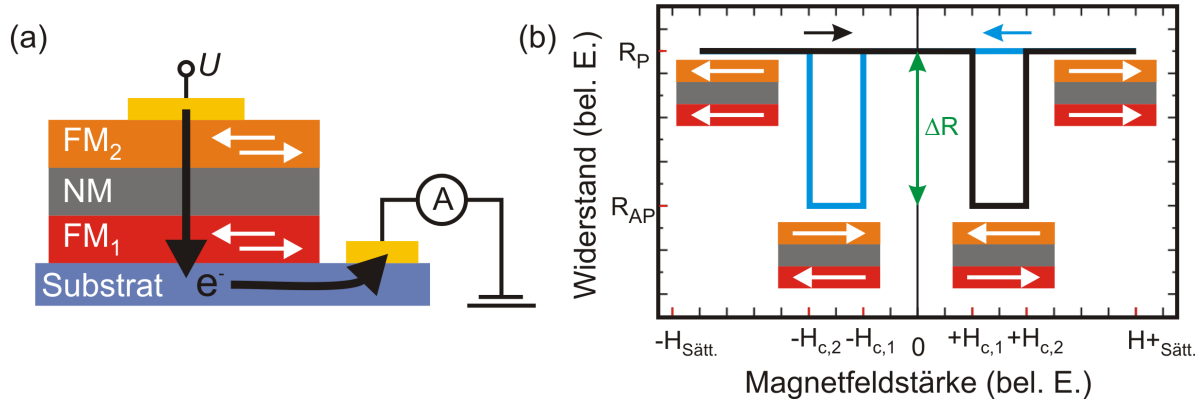 (a)
U
FM2
NM
FM1
Substrat
e-
A
(b)
Widerstand (bel. E.)
RP
RAP
ΔR
-HSätt.
-Hc,2
-Hc,1
0
+Hc,1
+Hc,2
H+Sätt.
Magnetfeldstärke (bel. E.)